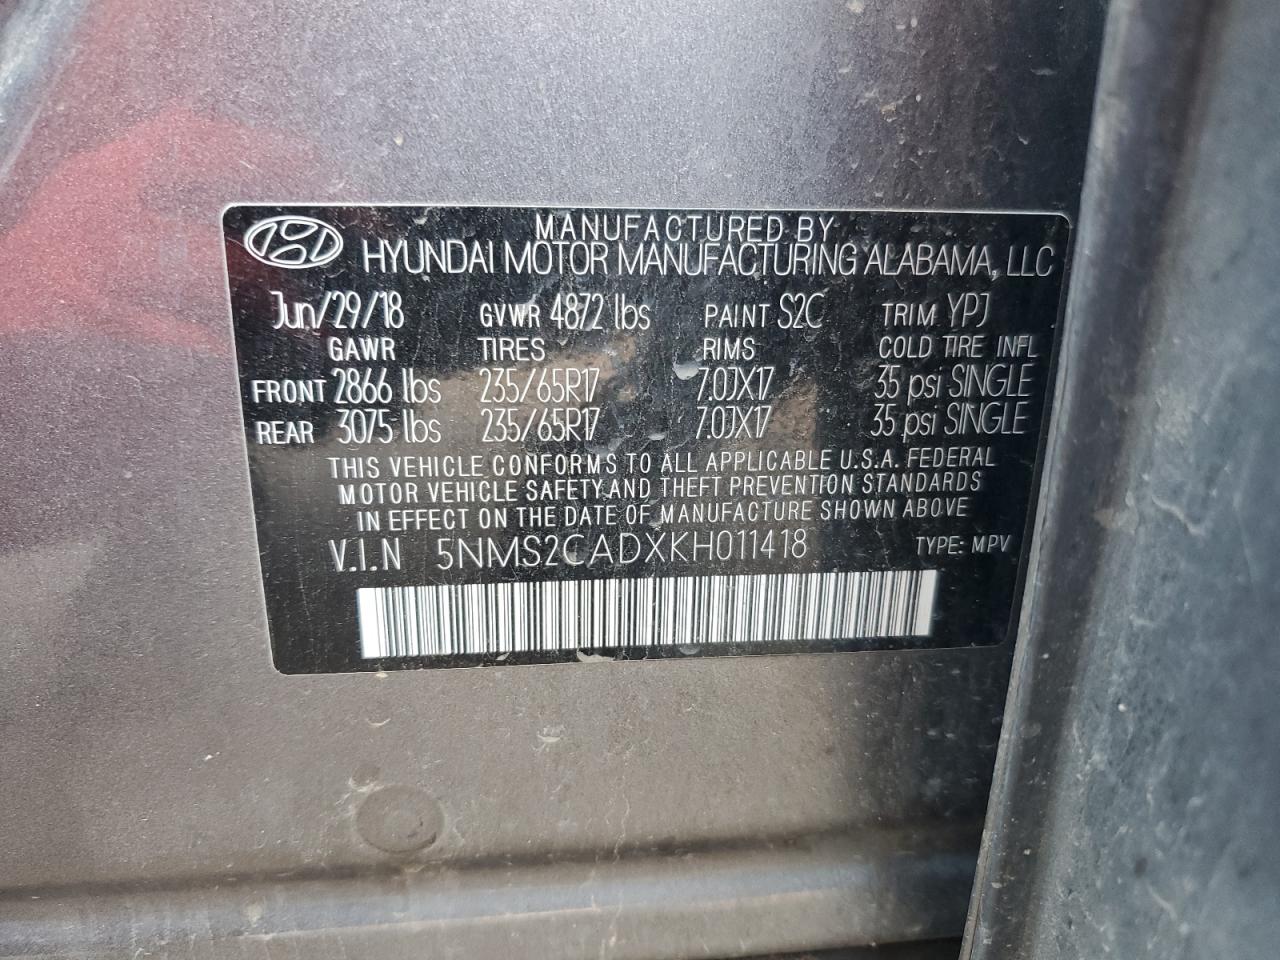 MANUFACTURED BY
HYUNDAI MOTOR MANUFACTURING ALABAMA, LLC
Jun/29/18 GVWR 4872 lbs PAINT S2C TRIM YPJ
GAWR TIRES RIMS COLD TIRE INFL
FRONT 2866 lbs 235/65R17 7.0JX17 35 psi SINGLE
REAR 3075 lbs 235/65R17 7.0JX17 35 psi SINGLE
THIS VEHICLE CONFORMS TO ALL APPLICABLE U.S.A. FEDERAL
MOTOR VEHICLE SAFETY AND THEFT PREVENTION STANDARDS
IN EFFECT ON THE DATE OF MANUFACTURE SHOWN ABOVE
V.I.N 5NMS2CADXKH011418 TYPE: MPV